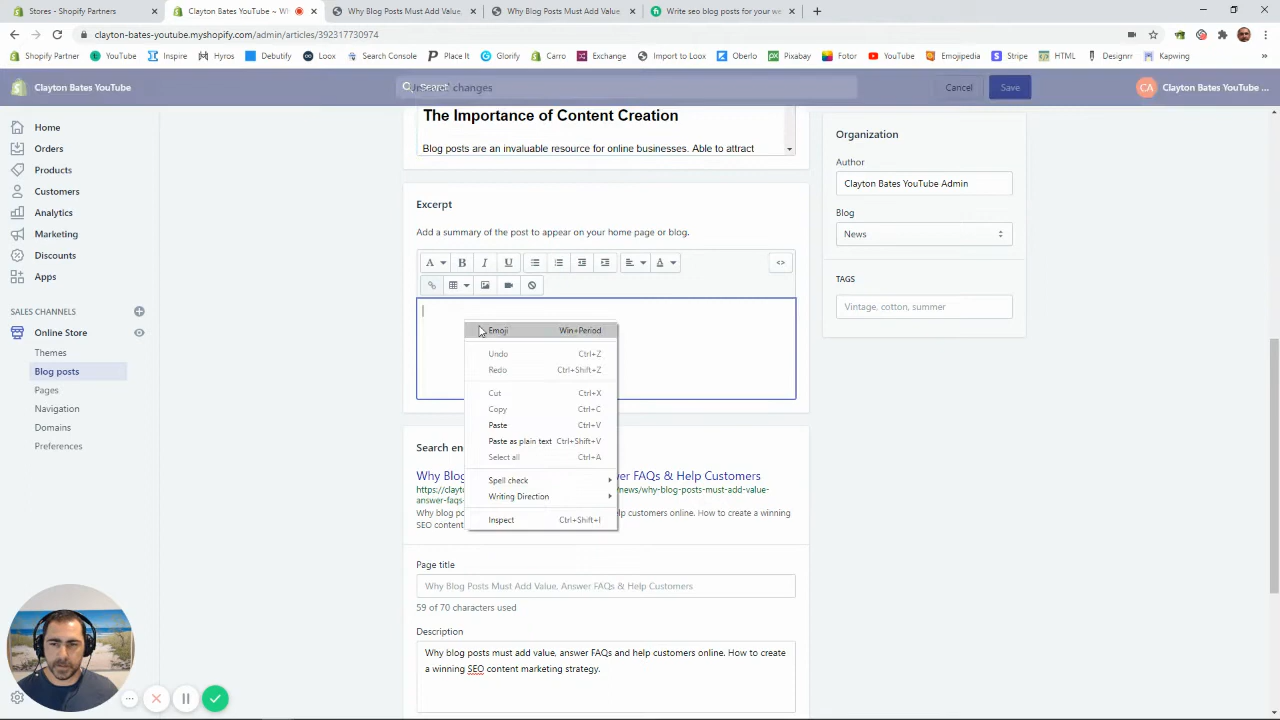 Stores - Shopify Partners
Clayton Bates YouTube ~ W
Why Blog Posts Must Add Value,
Why Blog Posts Must Add Value
Write seo blog posts for your we
clayton-bates-youtube.myshopify.com/admin/articles/392317730974
Shopify Partner
YouTube
Inspire
Hyros
Debutify
Loox
Search Console
Place It
Glorify
Carro
Exchange
Import to Loox
Oberlo
Pixabay
Fotor
YouTube
Emojipedia
Stripe
HTML
Designrr
Kapwing
Clayton Bates YouTube
Search
changes
Cancel
Save
CA
Clayton Bates YouTube ...
Home
Orders
Products
Customers
Analytics
Marketing
Discounts
Apps
SALES CHANNELS
Online Store
Themes
Blog posts
Pages
Navigation
Domains
Preferences
The Importance of Content Creation
Blog posts are an invaluable resource for online businesses. Able to attract
Excerpt
Add a summary of the post to appear on your home page or blog.
A
B
I
U
A
<>
Emoji Win+Period
Undo Ctrl+Z
Redo Ctrl+Shift+Z
Cut Ctrl+X
Copy Ctrl+C
Paste Ctrl+V
Paste as plain text Ctrl+Shift+V
Select all Ctrl+A
Spell check
Writing Direction
Inspect Ctrl+Shift+I
Search en
Why Blog FAQs & Help Customers
https://clayto /news/why-blog-posts-must-add-value-
answer-faqs-
Why blog po help customers online. How to create a winning
SEO content
Page title
Why Blog Posts Must Add Value, Answer FAQs & Help Customers
59 of 70 characters used
Description
Why blog posts must add value, answer FAQs and help customers online. How to create
a winning SEO content marketing strategy.
Organization
Author
Clayton Bates YouTube Admin
Blog
News
TAGS
Vintage, cotton, summer